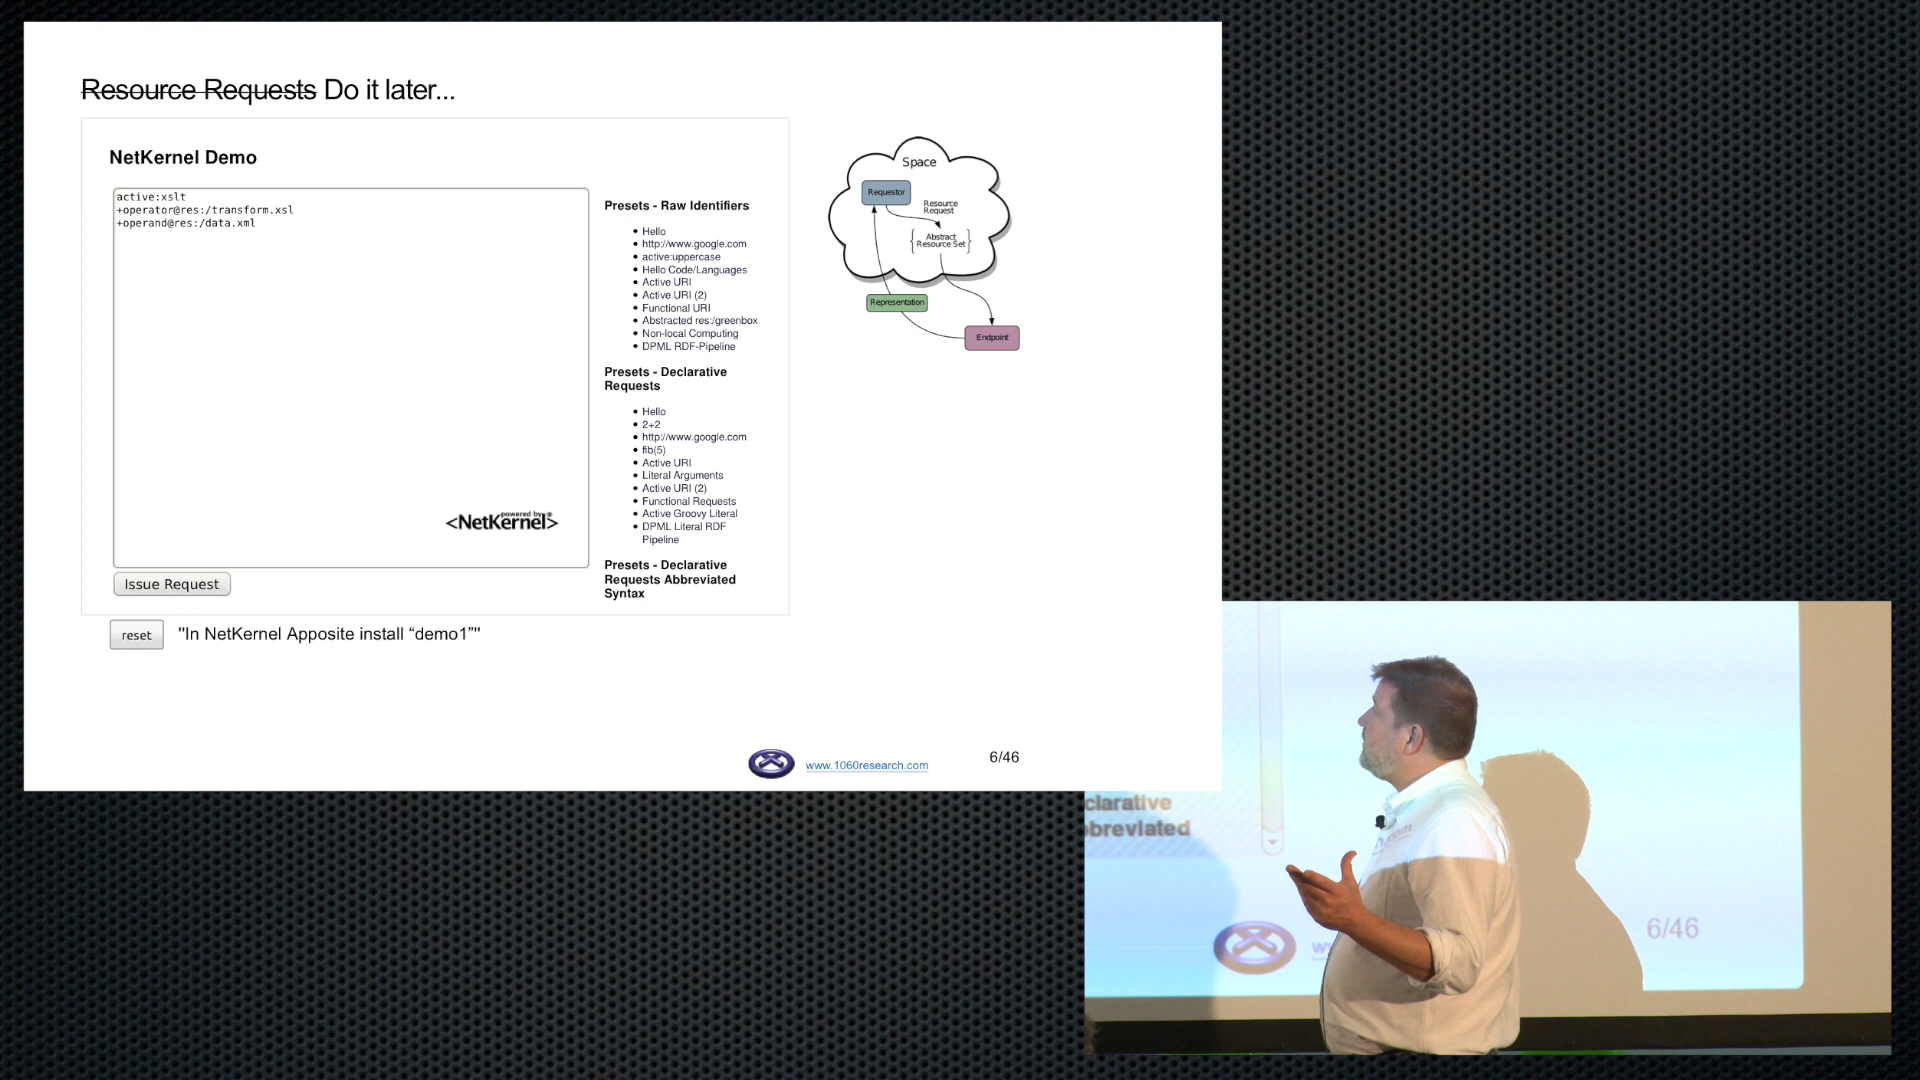 Resource Requests Do it later...
NetKernel Demo
active:xslt
+operator@res:/transform.xsl
+operand@res:/data.xml
powered by
<NetKernel>®
Issue Request
Presets - Raw Identifiers
Hello
http://www.google.com
active:uppercase
Hello Code/Languages
Active URI
Active URI (2)
Functional URI
Abstracted res:/greenbox
Non-local Computing
DPML RDF-Pipeline
Presets - Declarative
Requests
Hello
2+2
http://www.google.com
fib(5)
Active URI
Literal Arguments
Active URI (2)
Functional Requests
Active Groovy Literal
DPML Literal RDF
Pipeline
Presets - Declarative
Requests Abbreviated
Syntax
reset
"In NetKernel Apposite install “demo1”"
Space
Requestor
Resource
Request
{ Abstract
Resource Set }
Representation
Endpoint
www.1060research.com
6/46
clarative
bbreviated
6/46